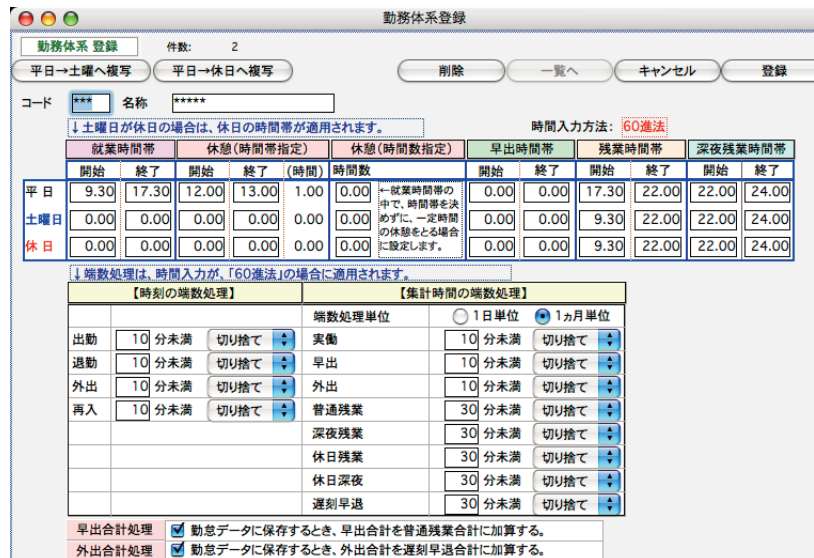 勤務体系登録
勤務体系 登録 件数: 2
平日→土曜へ複写 平日→休日へ複写 削除 一覧へ キャンセル 登録
コード *** 名称 *****
↓土曜日が休日の場合は、休日の時間帯が適用されます。 時間入力方法: 60進法
就業時間帯 休憩(時間帯指定) 休憩(時間数指定) 早出時間帯 残業時間帯 深夜残業時間帯
開始 終了 開始 終了 (時間) 時間数 開始 終了 開始 終了 開始 終了
平 日 9.30 17.30 12.00 13.00 1.00 0.00 0.00 0.00 17.30 22.00 22.00 24.00
土曜日 0.00 0.00 0.00 0.00 0.00 0.00 0.00 0.00 9.30 22.00 22.00 24.00
休 日 0.00 0.00 0.00 0.00 0.00 0.00 0.00 0.00 9.30 22.00 22.00 24.00
←就業時間帯の
中で、時間帯を決
めずに、一定時間
の休憩をとる場合
に設定します。
↓端数処理は、時間入力が、「60進法」の場合に適用されます。
【時刻の端数処理】 【集計時間の端数処理】
端数処理単位 1日単位 1ヵ月単位
出勤 10 分未満 切り捨て 実働 10 分未満 切り捨て
退勤 10 分未満 切り捨て 早出 10 分未満 切り捨て
外出 10 分未満 切り捨て 外出 10 分未満 切り捨て
再入 10 分未満 切り捨て 普通残業 30 分未満 切り捨て
深夜残業 30 分未満 切り捨て
休日残業 30 分未満 切り捨て
休日深夜 30 分未満 切り捨て
遅刻早退 30 分未満 切り捨て
早出合計処理 勤怠データに保存するとき、早出合計を普通残業合計に加算する。
外出合計処理 勤怠データに保存するとき、外出合計を遅刻早退合計に加算する。